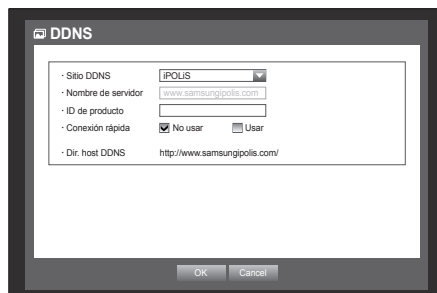 DDNS
· Sitio DDNS iPOLiS
· Nombre de servidor www.samsungipolis.com
· ID de producto
· Conexión rápida No usar Usar
· Dir. host DDNS http://www.samsungipolis.com/
OK Cancel